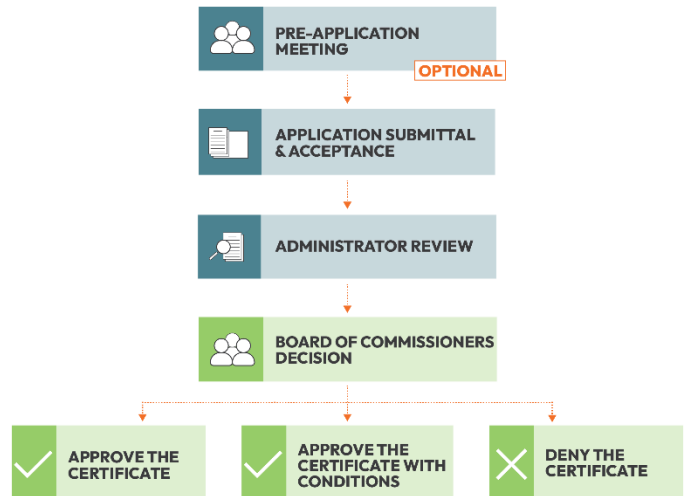 PRE-APPLICATION
MEETING
OPTIONAL
APPLICATION SUBMITTAL
& ACCEPTANCE
ADMINISTRATOR REVIEW
BOARD OF COMMISSIONERS
DECISION
APPROVE THE
CERTIFICATE
APPROVE THE
CERTIFICATE WITH
CONDITIONS
DENY THE
CERTIFICATE